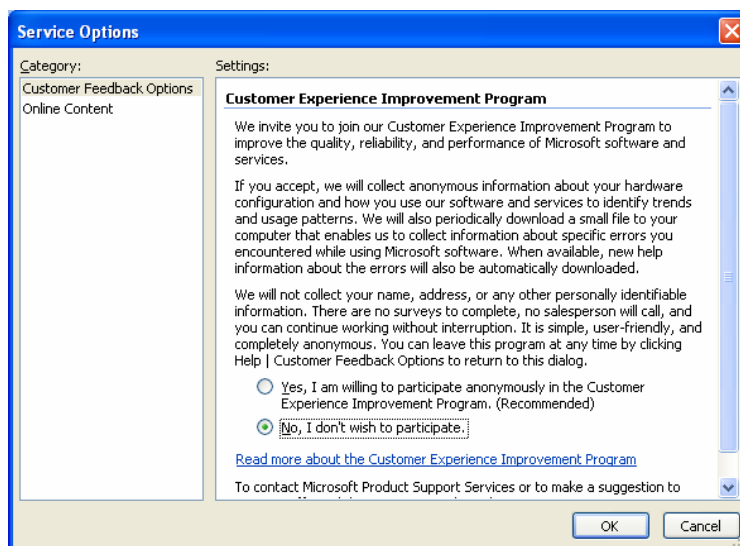 Service Options
Category:
Settings:
Customer Feedback Options
Online Content
Customer Experience Improvement Program
We invite you to join our Customer Experience Improvement Program to
improve the quality, reliability, and performance of Microsoft software and
services.
If you accept, we will collect anonymous information about your hardware
configuration and how you use our software and services to identify trends
and usage patterns. We will also periodically download a small file to your
computer that enables us to collect information about specific errors you
encountered while using Microsoft software. When available, new help
information about the errors will also be automatically downloaded.
We will not collect your name, address, or any other personally identifiable
information. There are no surveys to complete, no salesperson will call, and
you can continue working without interruption. It is simple, user-friendly, and
completely anonymous. You can leave this program at any time by clicking
Help | Customer Feedback Options to return to this dialog.
Yes, I am willing to participate anonymously in the Customer
Experience Improvement Program. (Recommended)
No, I don't wish to participate.
Read more about the Customer Experience Improvement Program
To contact Microsoft Product Support Services or to make a suggestion to
OK
Cancel